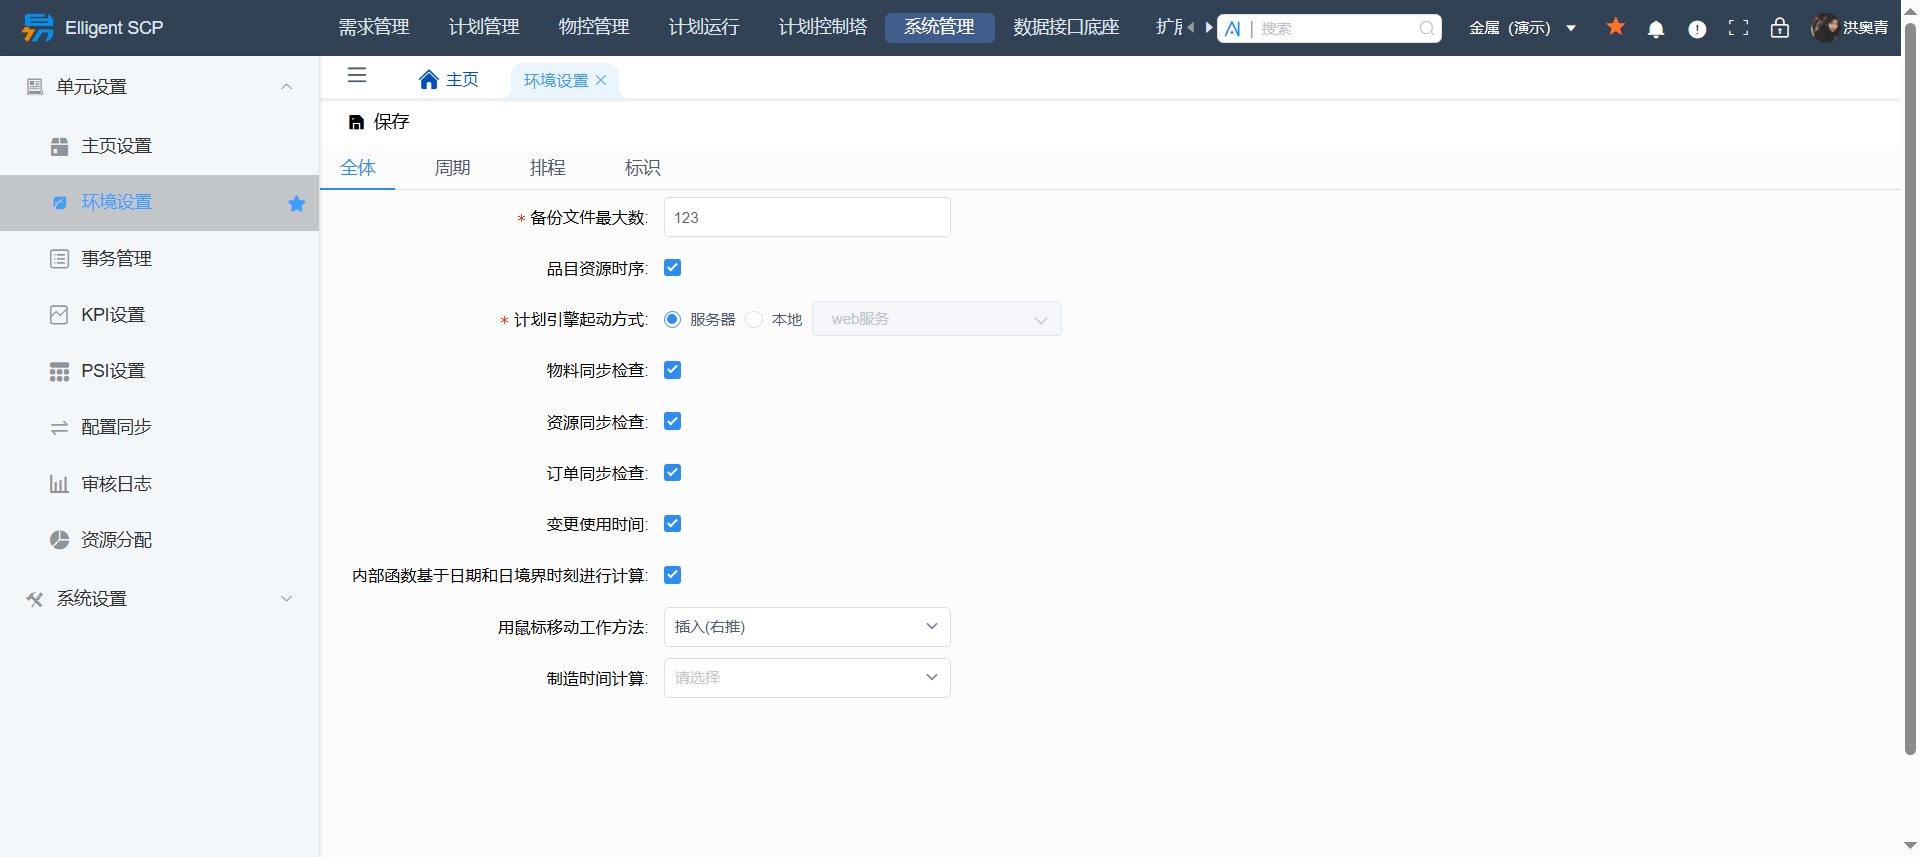 Elligent SCP
需求管理
计划管理
物控管理
计划运行
计划控制塔
系统管理
数据接口底座
AI
搜索
金属（演示）
洪奥青
单元设置
主页设置
环境设置
事务管理
KPI设置
PSI设置
配置同步
审核日志
资源分配
系统设置
主页
环境设置
保存
全体
周期
排程
标识
* 备份文件最大数: 123
品目资源时序:
* 计划引擎起动方式: 服务器 本地 web服务
物料同步检查:
资源同步检查:
订单同步检查:
变更使用时间:
内部函数基于日期和日境界时刻进行计算:
用鼠标移动工作方法: 插入(右推)
制造时间计算: 请选择